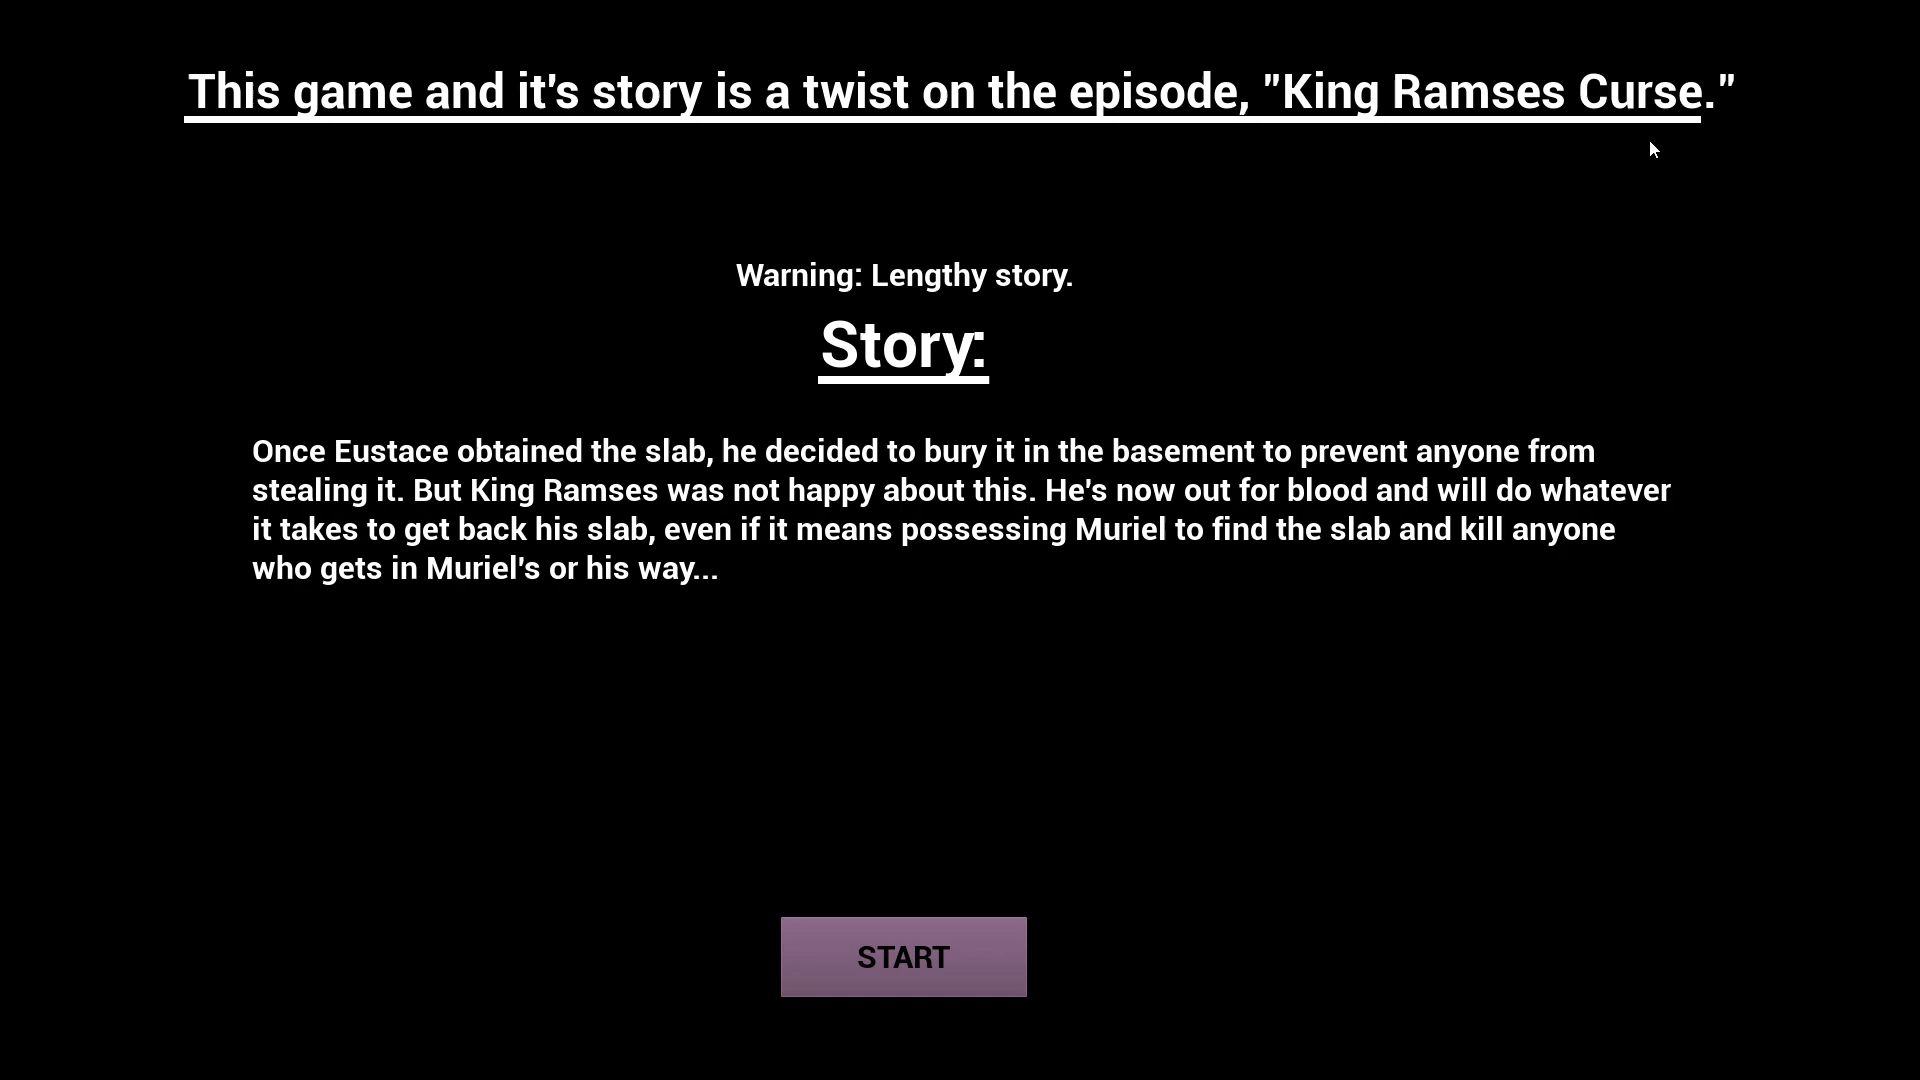 This game and it's story is a twist on the episode, "King Ramses Curse."
Warning: Lengthy story.
Story:
Once Eustace obtained the slab, he decided to bury it in the basement to prevent anyone from
stealing it. But King Ramses was not happy about this. He's now out for blood and will do whatever
it takes to get back his slab, even if it means possessing Muriel to find the slab and kill anyone
who gets in Muriel's or his way...
START